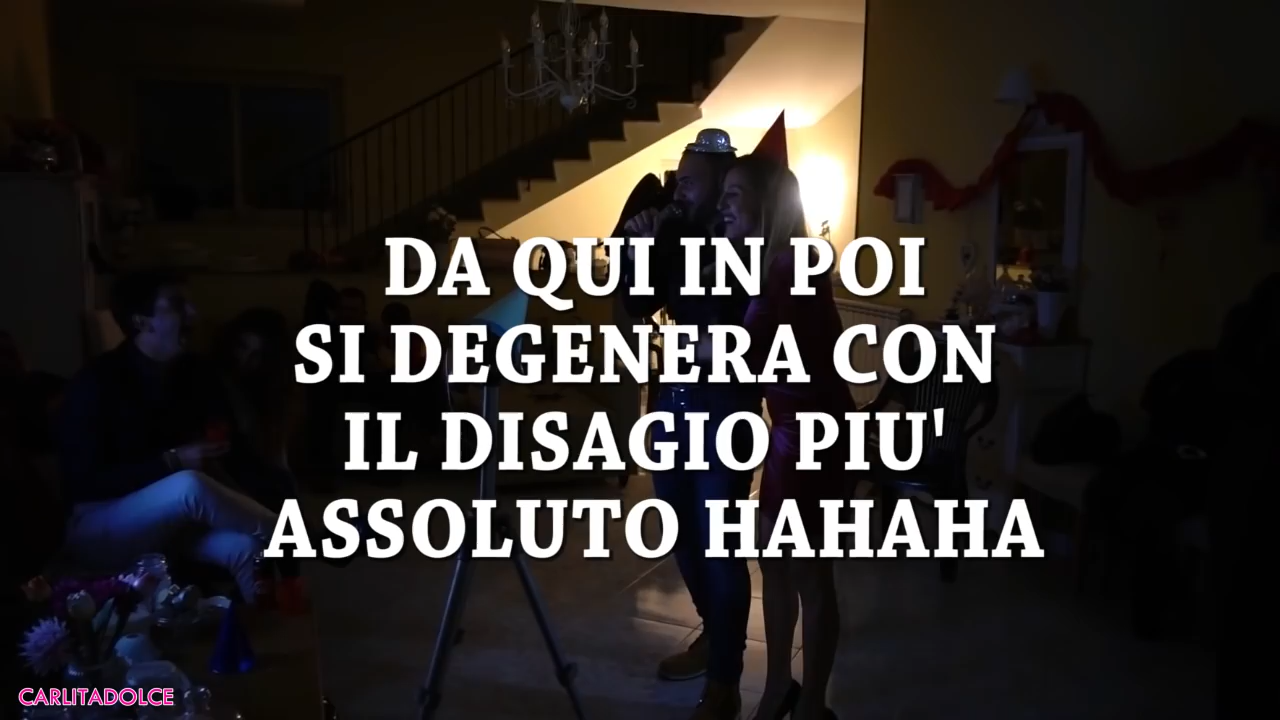 DA QUI IN POI
SI DEGENERA CON
IL DISAGIO PIU'
ASSOLUTO HAHAHA
CARLITADOLCE